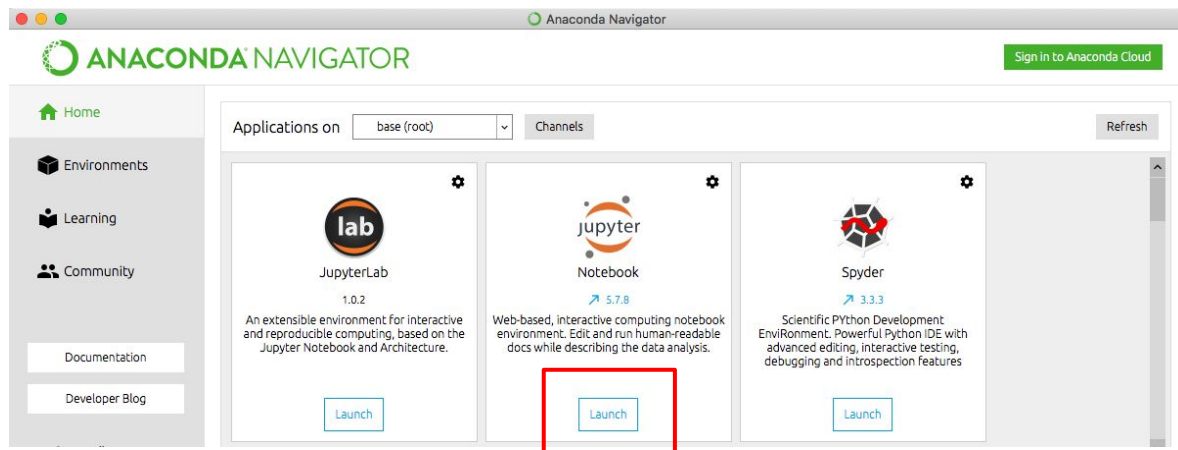 Anaconda Navigator
ANACONDA NAVIGATOR
Sign in to Anaconda Cloud
Home
Environments
Learning
Community
Documentation
Developer Blog
Applications on
base (root)
Channels
Refresh
lab
JupyterLab
1.0.2
An extensible environment for interactive
and reproducible computing, based on the
Jupyter Notebook and Architecture.
Launch
Jupyter
Notebook
5.7.8
Web-based, interactive computing notebook
environment. Edit and run human-readable
docs while describing the data analysis.
Launch
Spyder
3.3.3
Scientific PYthon Development
EnviRonment. Powerful Python IDE with
advanced editing, interactive testing,
debugging and introspection features
Launch